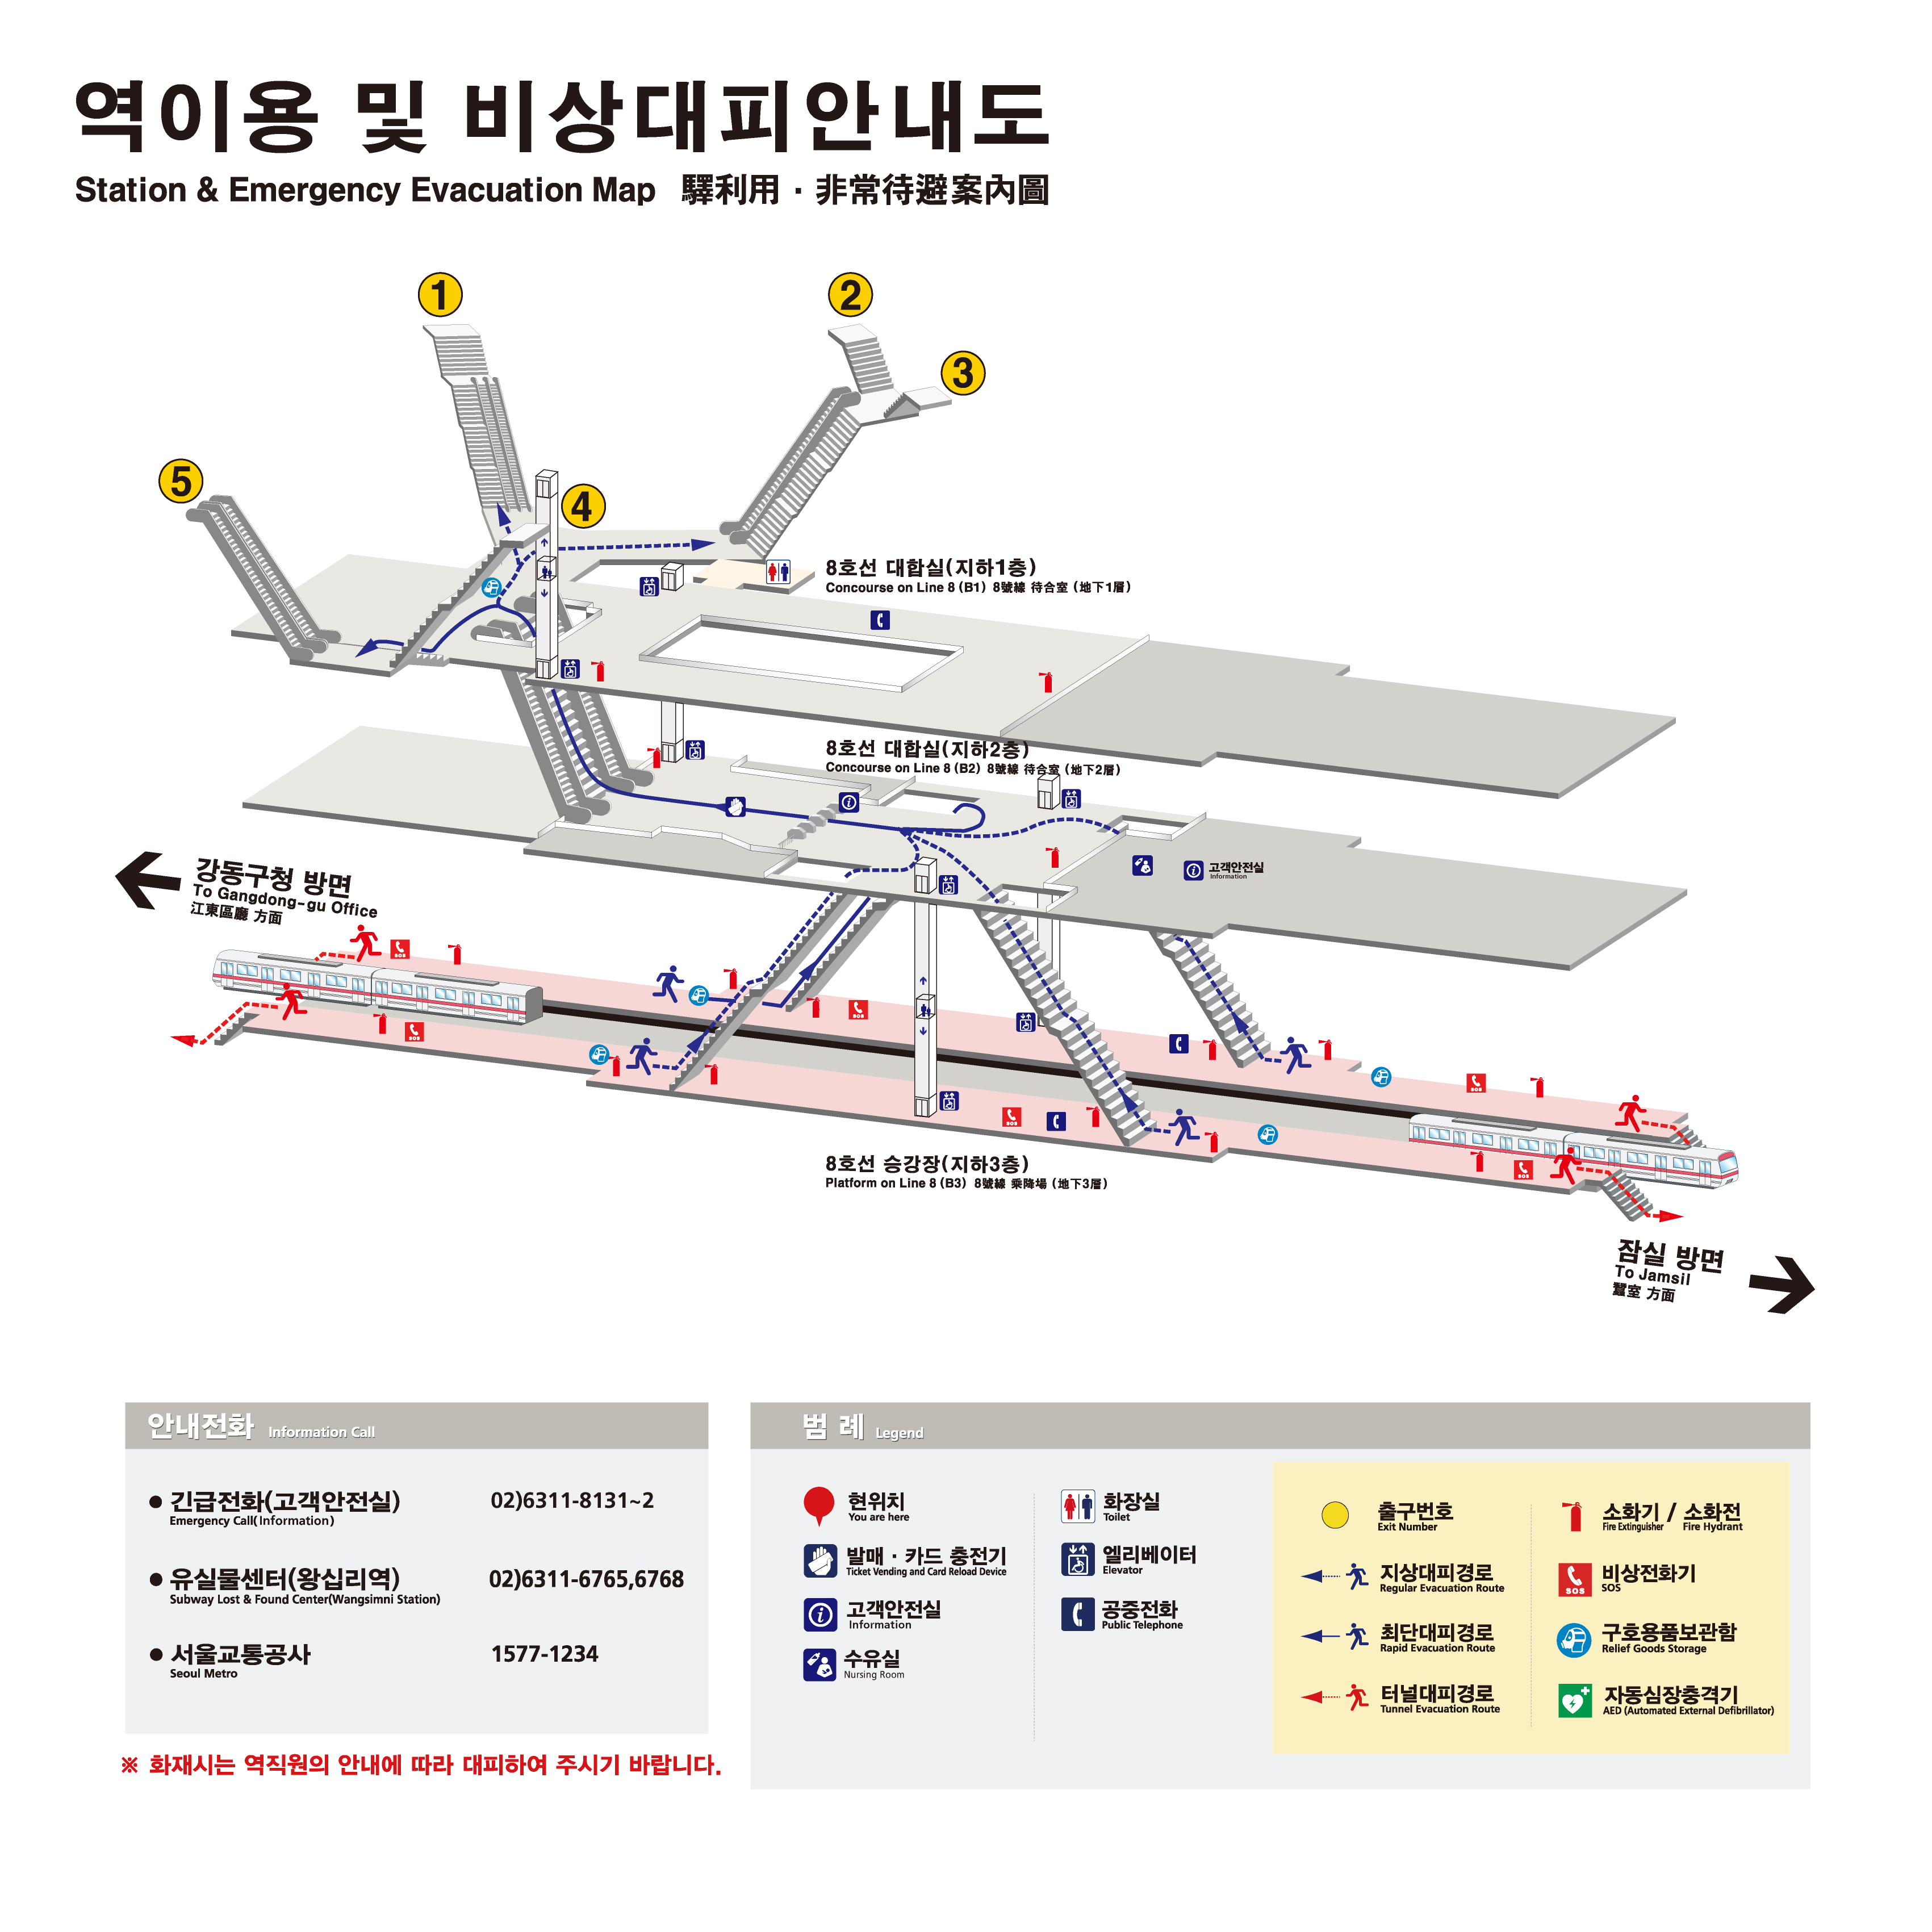 역이용 및 비상대피안내도
Station & Emergency Evacuation Map 驛利用 · 非常待避案內圖
1
2
3
5
4
8호선 대합실(지하1층)
Concourse on Line 8 (B1) 8號線 待合室 (地下1層)
8호선 대합실(지하2층)
Concourse on Line 8 (B2) 8號線 待合室 (地下2層)
고객안전실
Information
강동구청 방면
To Gangdong-gu Office
江東區廳 方面
SOS
SOS
SOS
SOS
SOS
SOS
8호선 승강장(지하3층)
Platform on Line 8 (B3) 8號線 乘降場 (地下3層)
잠실 방면
To Jamsil
蠶室 方面
안내전화 Information Call
긴급전화(고객안전실) 02)6311-8131~2
Emergency Call(Information)
유실물센터(왕십리역) 02)6311-6765,6768
Subway Lost & Found Center(Wangsimni Station)
서울교통공사 1577-1234
Seoul Metro
※ 화재시는 역직원의 안내에 따라 대피하여 주시기 바랍니다.
범 례 Legend
현위치
You are here
발매 · 카드 충전기
Ticket Vending and Card Reload Device
고객안전실
Information
수유실
Nursing Room
화장실
Toilet
엘리베이터
Elevator
공중전화
Public Telephone
출구번호
Exit Number
지상대피경로
Regular Evacuation Route
최단대피경로
Rapid Evacuation Route
터널대피경로
Tunnel Evacuation Route
소화기 / 소화전
Fire Extinguisher Fire Hydrant
SOS
비상전화기
SOS
구호용품보관함
Relief Goods Storage
자동심장충격기
AED (Automated External Defibrillator)